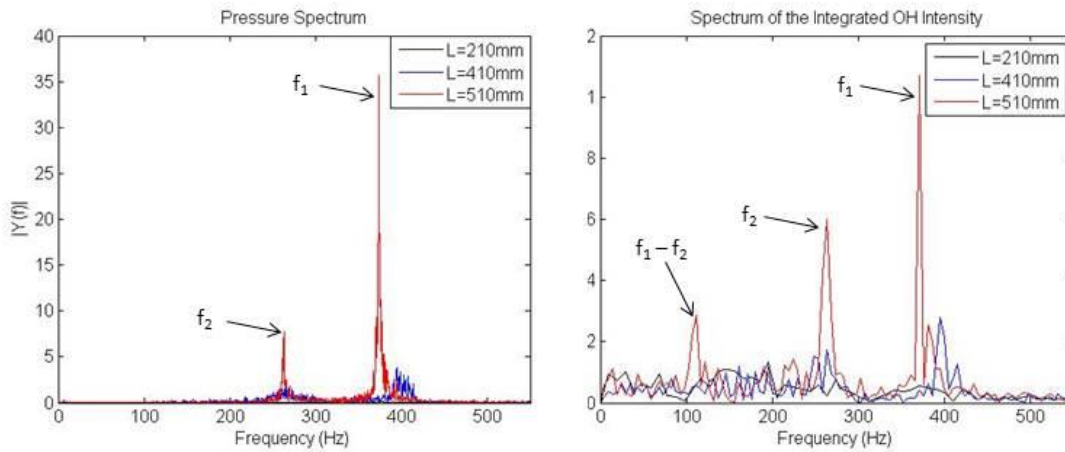 Pressure Spectrum
40
35
30
25
20
15
10
5
0
|Y(f)|
0
100
200
300
400
500
Frequency (Hz)
L=210mm
L=410mm
L=510mm
f₁
f₂
Spectrum of the Integrated OH Intensity
2
1
8
6
4
2
0
0
100
200
300
400
500
Frequency (Hz)
L=210mm
L=410mm
L=510mm
f₁
f₂
f₁ – f₂